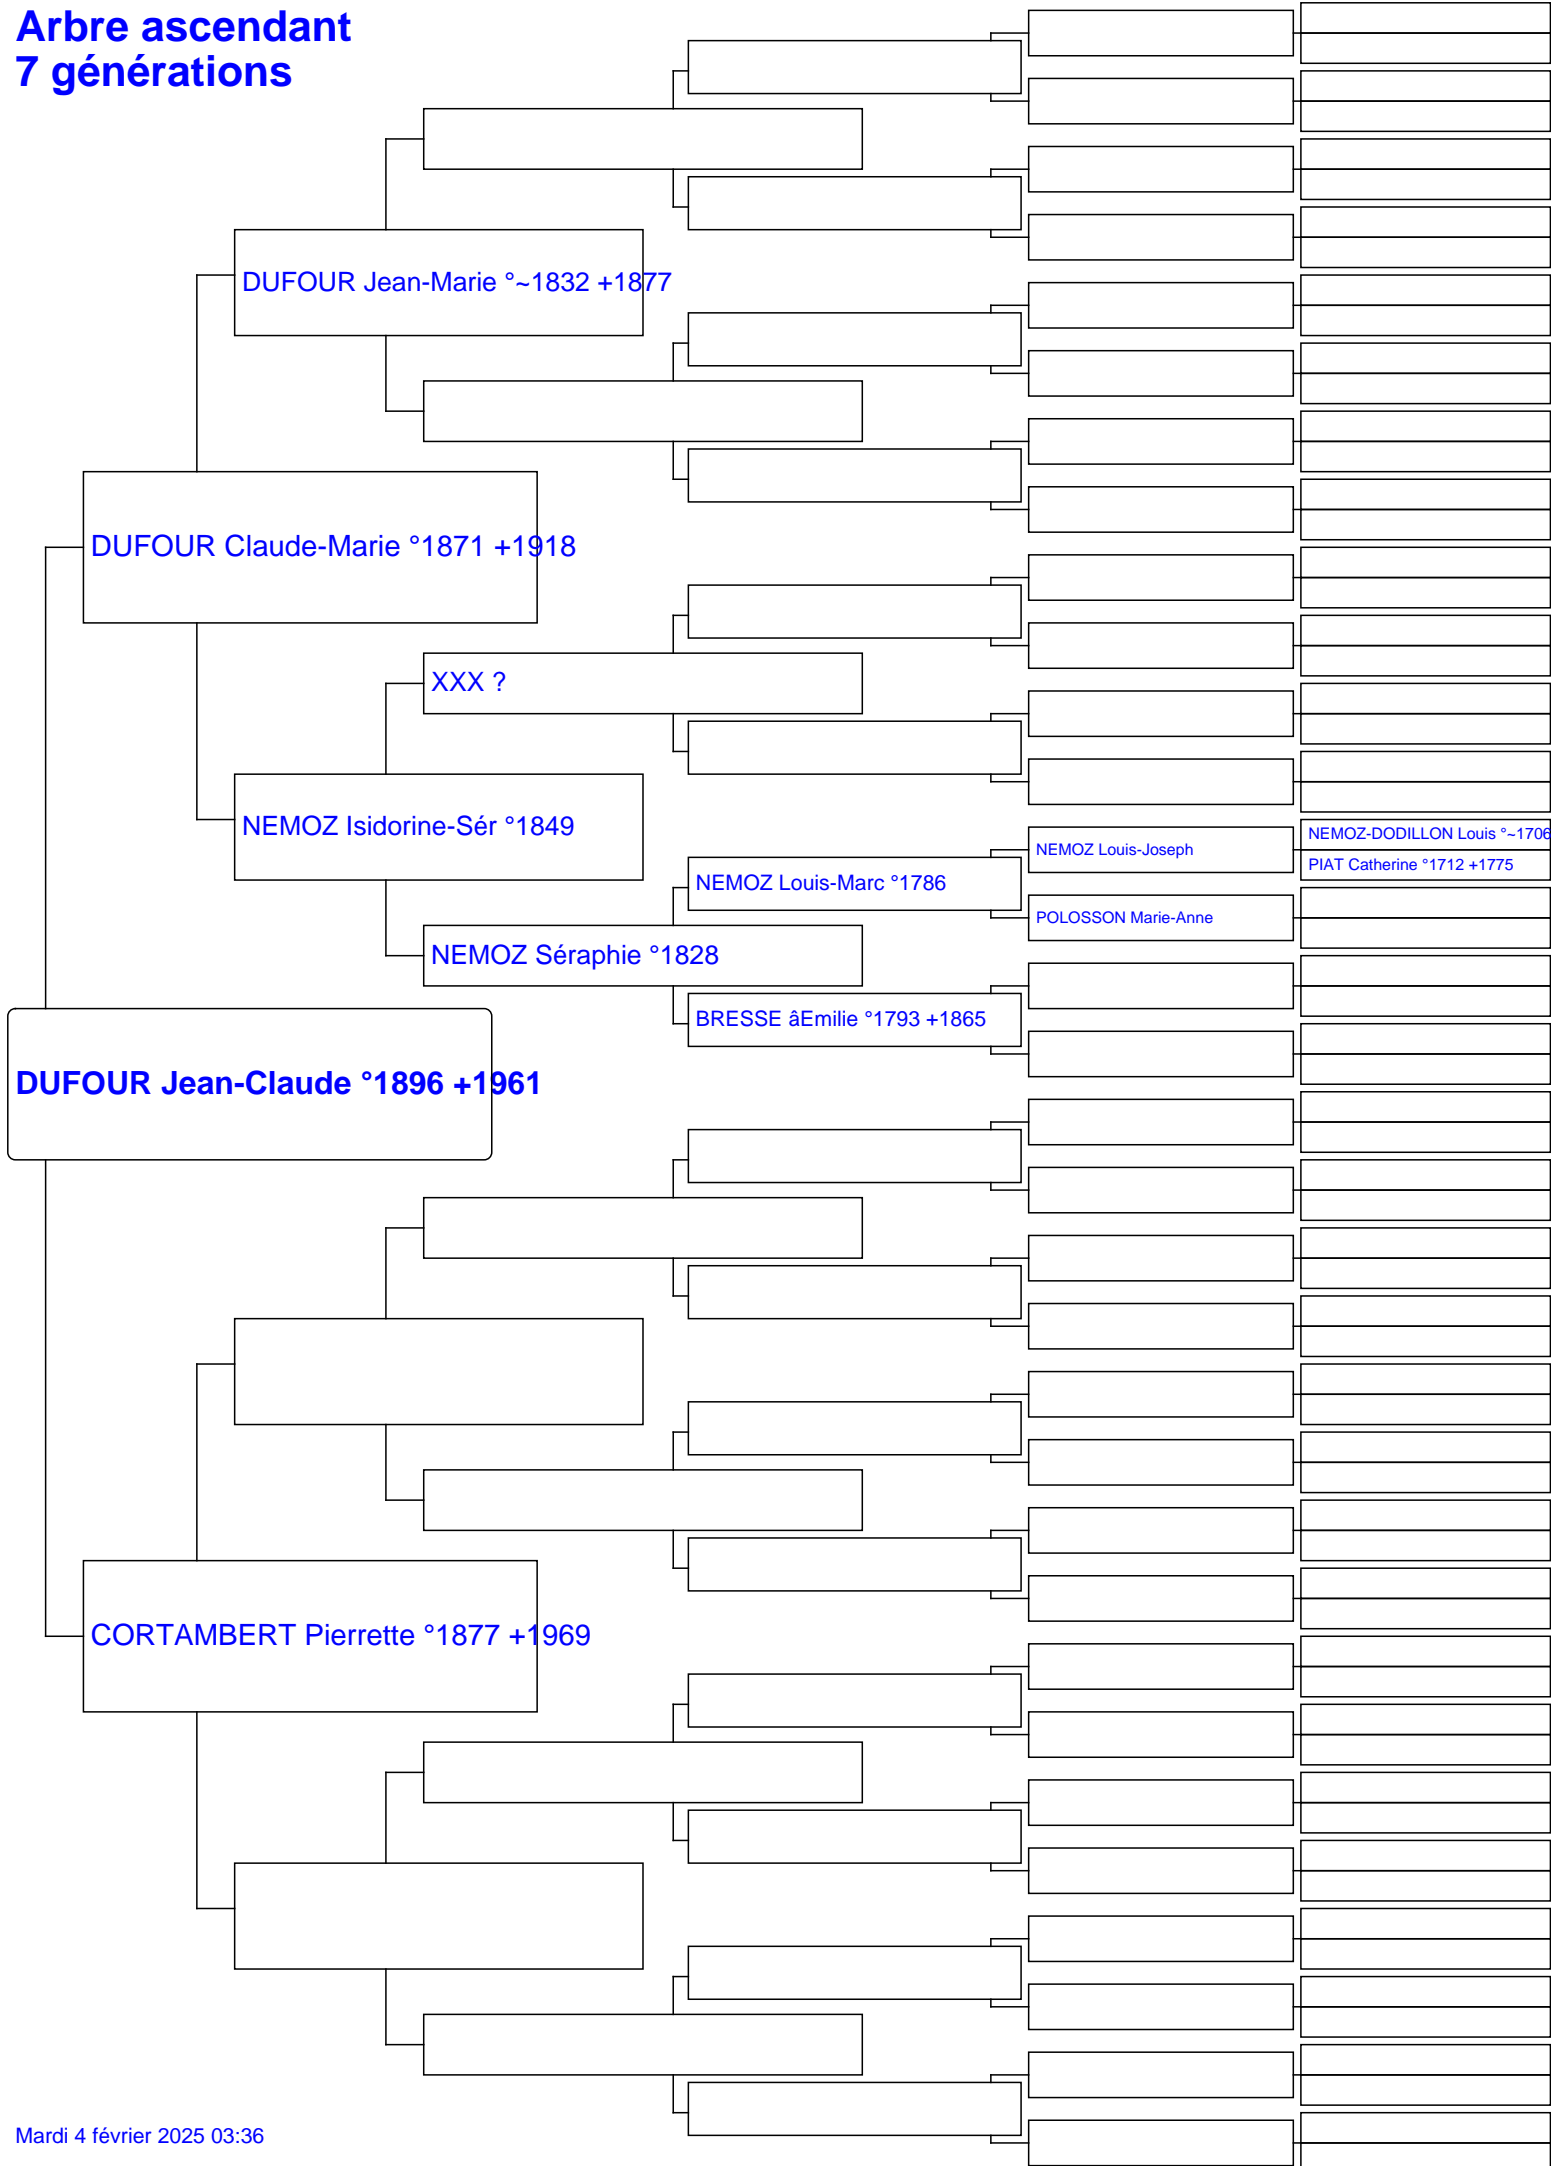 Arbre ascendant
7 générations
DUFOUR Jean-Marie °~1832 +1877
DUFOUR Claude-Marie °1871 +1918
XXX ?
NEMOZ Isidorine-Sér °1849
NEMOZ-DODILLON Louis °~1706
NEMOZ Louis-Joseph
PIAT Catherine °1712 +1775
NEMOZ Louis-Marc °1786
POLOSSON Marie-Anne
NEMOZ Séraphie °1828
BRESSE âEmilie °1793 +1865
DUFOUR Jean-Claude °1896 +1961
CORTAMBERT Pierrette °1877 +1969
Mardi 4 février 2025 03:36